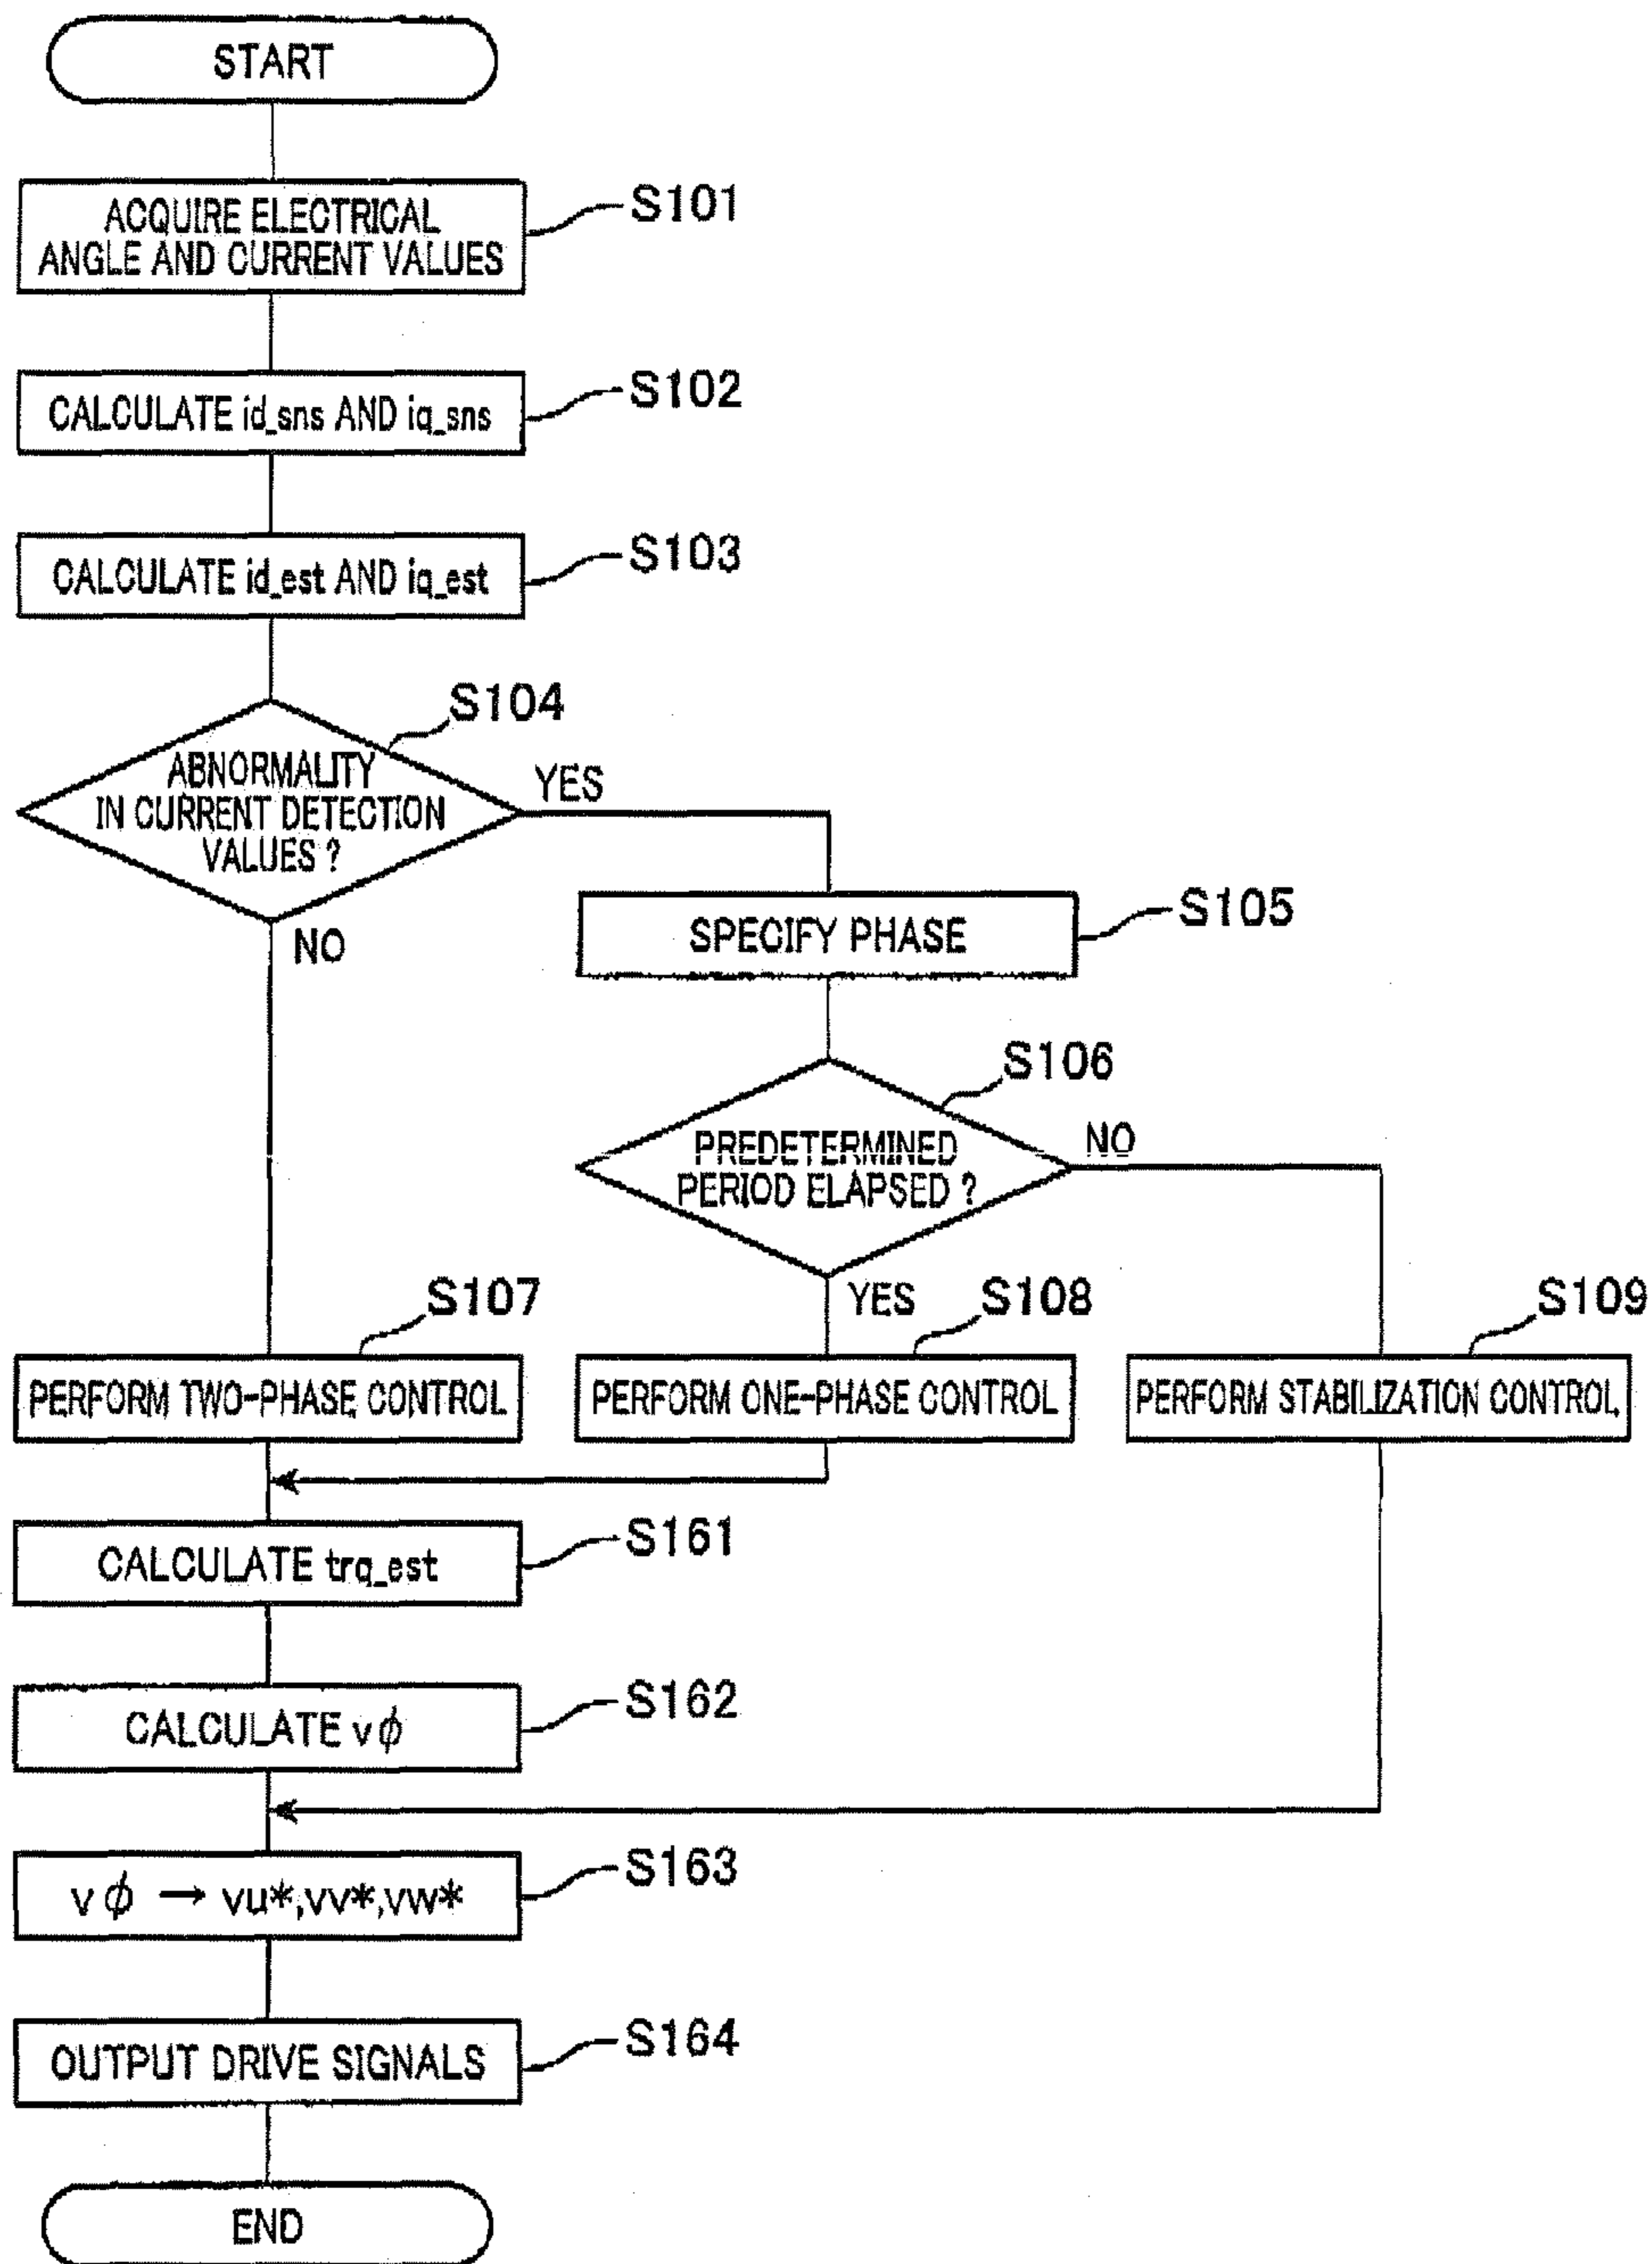 START
S101
ACQUIRE ELECTRICAL
ANGLE AND CURRENT VALUES
S102
CALCULATE id_sns AND iq_sns
S103
CALCULATE id_est AND iq_est
S104
ABNORMALITY
IN CURRENT DETECTION
VALUES ?
YES
NO
S105
SPECIFY PHASE
S106
PREDETERMINED
PERIOD ELAPSED ?
NO
YES
S107
S108
S109
PERFORM TWO-PHASE CONTROL
PERFORM ONE-PHASE CONTROL
PERFORM STABILIZATION CONTROL
S161
CALCULATE trq_est
S162
CALCULATE vϕ
S163
vϕ → vu*,vv*,vw*
S164
OUTPUT DRIVE SIGNALS
END